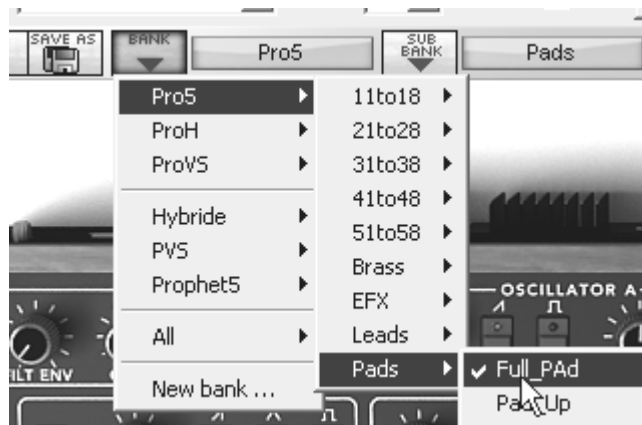 SAVE AS
BANK
Pro5
SUB
BANK
Pads
Pro5
ProH
ProVS
Hybride
PVS
Prophet5
All
New bank ...
11to18
21to28
31to38
41to48
51to58
Brass
EFX
Leads
Pads
Full_PAd
Up
OSCILLATOR A
FILT ENV